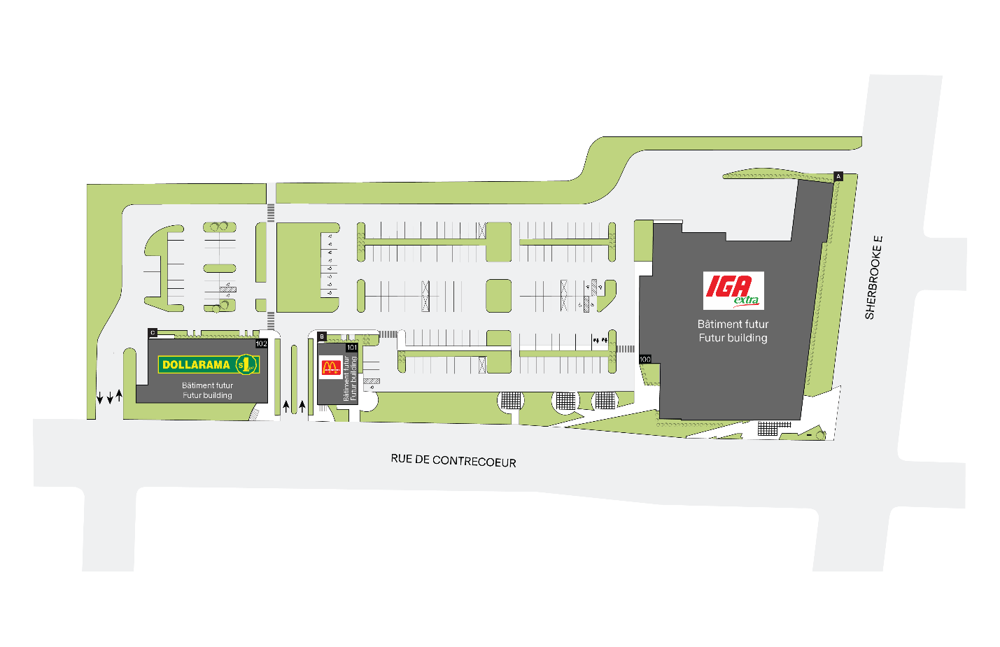 A
SHERBROOKE E
IGA
extra
Bâtiment futur
Futur building
100
C
102
DOLLARAMA
$1
Bâtiment futur
Futur building
B
101
Bâtiment futur
Futur building
RUE DE CONTRECOEUR